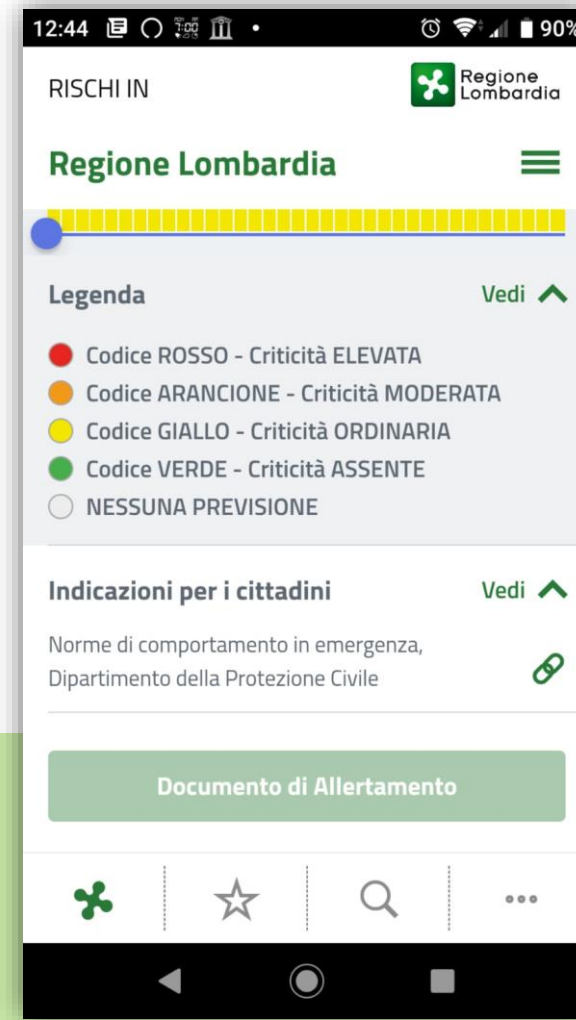 12:44 7:00 90%
RISCHI IN
Regione
Lombardia
Regione Lombardia
Legenda Vedi
Codice ROSSO - Criticità ELEVATA
Codice ARANCIONE - Criticità MODERATA
Codice GIALLO - Criticità ORDINARIA
Codice VERDE - Criticità ASSENTE
NESSUNA PREVISIONE
Indicazioni per i cittadini Vedi
Norme di comportamento in emergenza,
Dipartimento della Protezione Civile
Documento di Allertamento